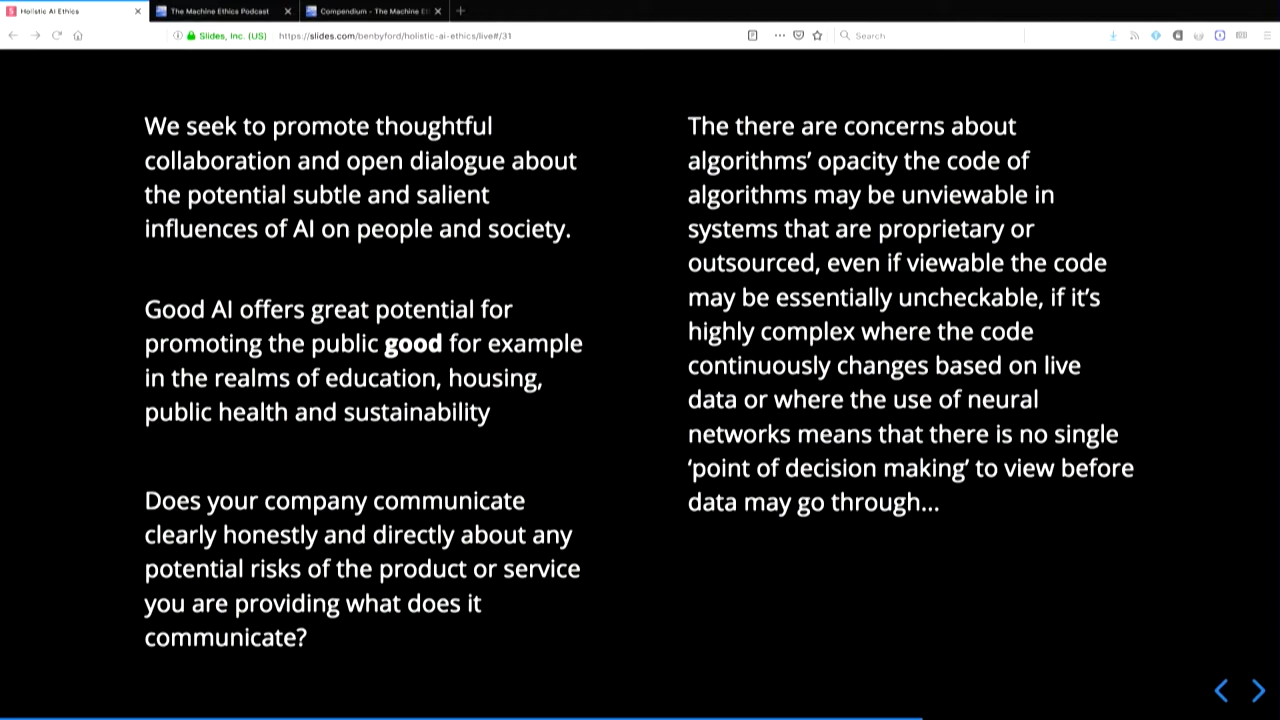 Holistic AI Ethics
The Machine Ethics Podcast
Compendium - The Machine Et
Slides, Inc. (US)
https://slides.com/benbyford/holistic-ai-ethics/live#/31
Search
We seek to promote thoughtful
collaboration and open dialogue about
the potential subtle and salient
influences of AI on people and society.
Good AI offers great potential for
promoting the public good for example
in the realms of education, housing,
public health and sustainability
Does your company communicate
clearly honestly and directly about any
potential risks of the product or service
you are providing what does it
communicate?
The there are concerns about
algorithms’ opacity the code of
algorithms may be unviewable in
systems that are proprietary or
outsourced, even if viewable the code
may be essentially uncheckable, if it’s
highly complex where the code
continuously changes based on live
data or where the use of neural
networks means that there is no single
‘point of decision making’ to view before
data may go through...